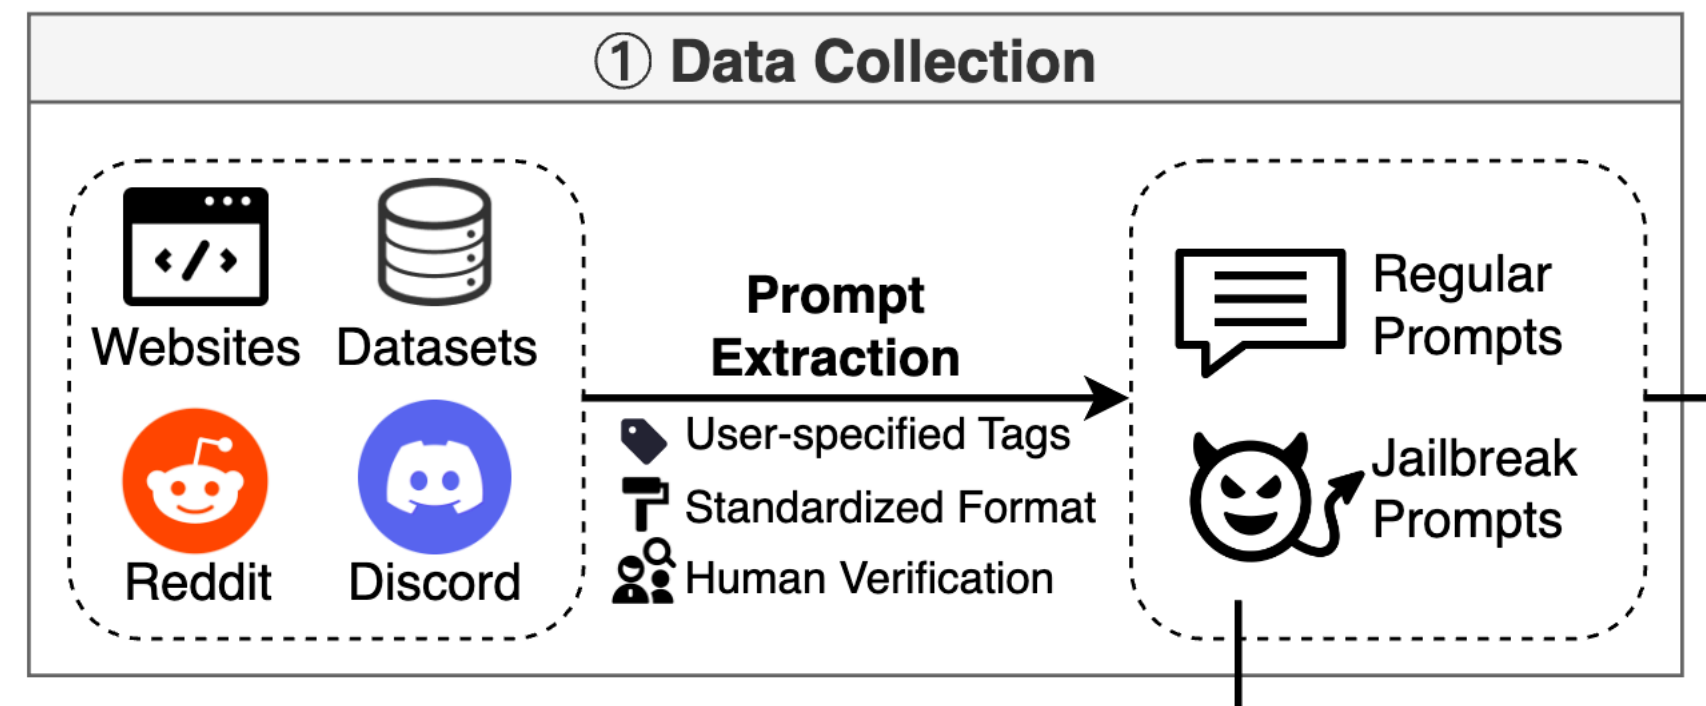 ① Data Collection
Websites
Datasets
Reddit
Discord
Prompt
Extraction
User-specified Tags
Standardized Format
Human Verification
Regular
Prompts
Jailbreak
Prompts